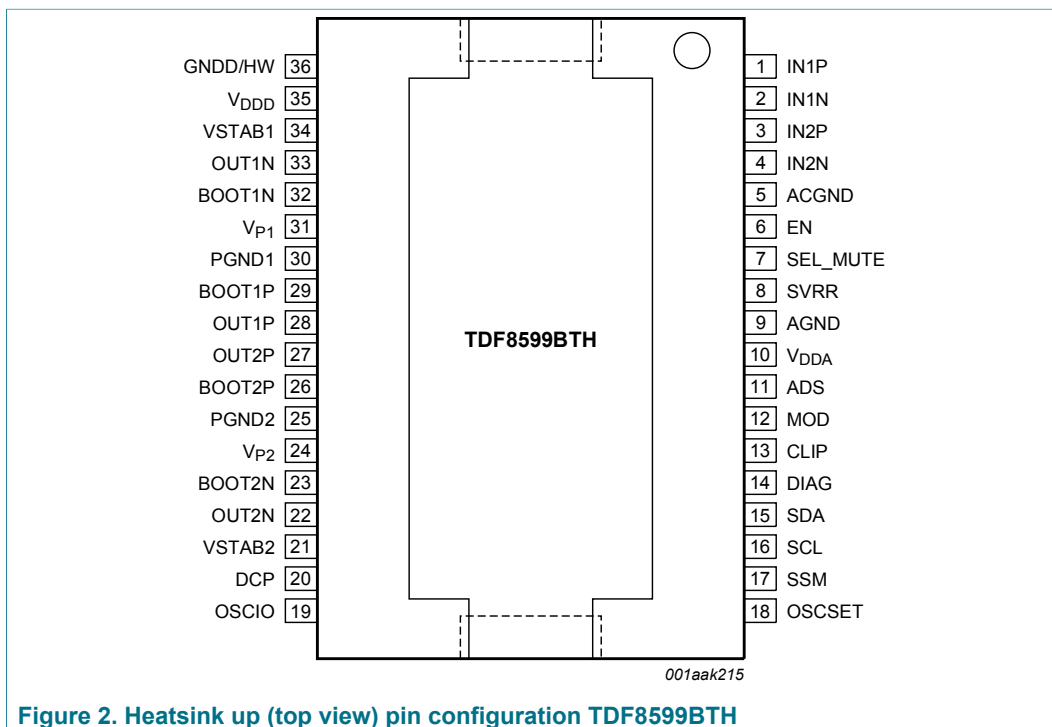 GNDD/HW 36
VDDD 35
VSTAB1 34
OUT1N 33
BOOT1N 32
VP1 31
PGND1 30
BOOT1P 29
OUT1P 28
OUT2P 27
BOOT2P 26
PGND2 25
VP2 24
BOOT2N 23
OUT2N 22
VSTAB2 21
DCP 20
OSCIO 19
TDF8599BTH
1 IN1P
2 IN1N
3 IN2P
4 IN2N
5 ACGND
6 EN
7 SEL_MUTE
8 SVRR
9 AGND
10 VDDA
11 ADS
12 MOD
13 CLIP
14 DIAG
15 SDA
16 SCL
17 SSM
18 OSCSET
001aak215
Figure 2. Heatsink up (top view) pin configuration TDF8599BTH